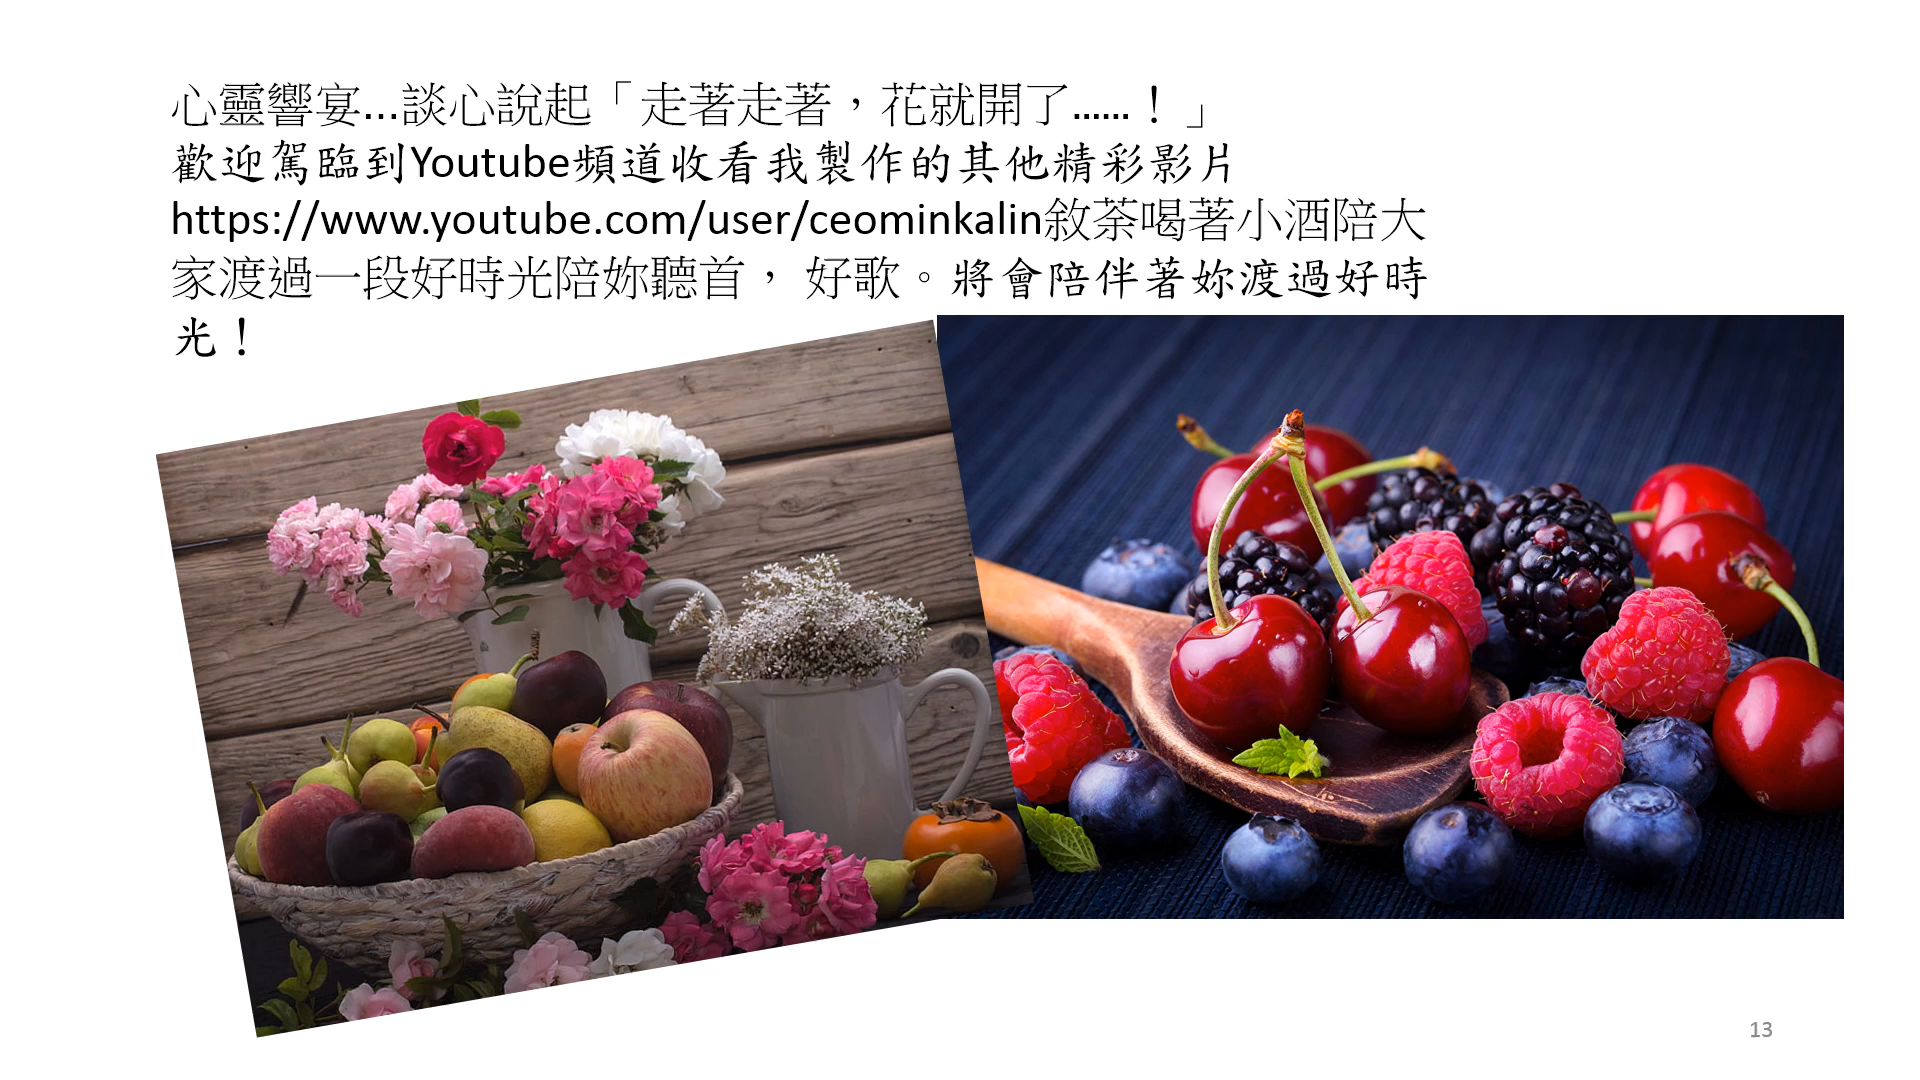 心靈響宴...談心說起「走著走著，花就開了……！」
歡迎駕臨到Youtube頻道收看我製作的其他精彩影片
https://www.youtube.com/user/ceominkalin敘荼喝著小酒陪大
家渡過一段好時光陪妳聽首， 好歌。將會陪伴著妳渡過好時
光！
13